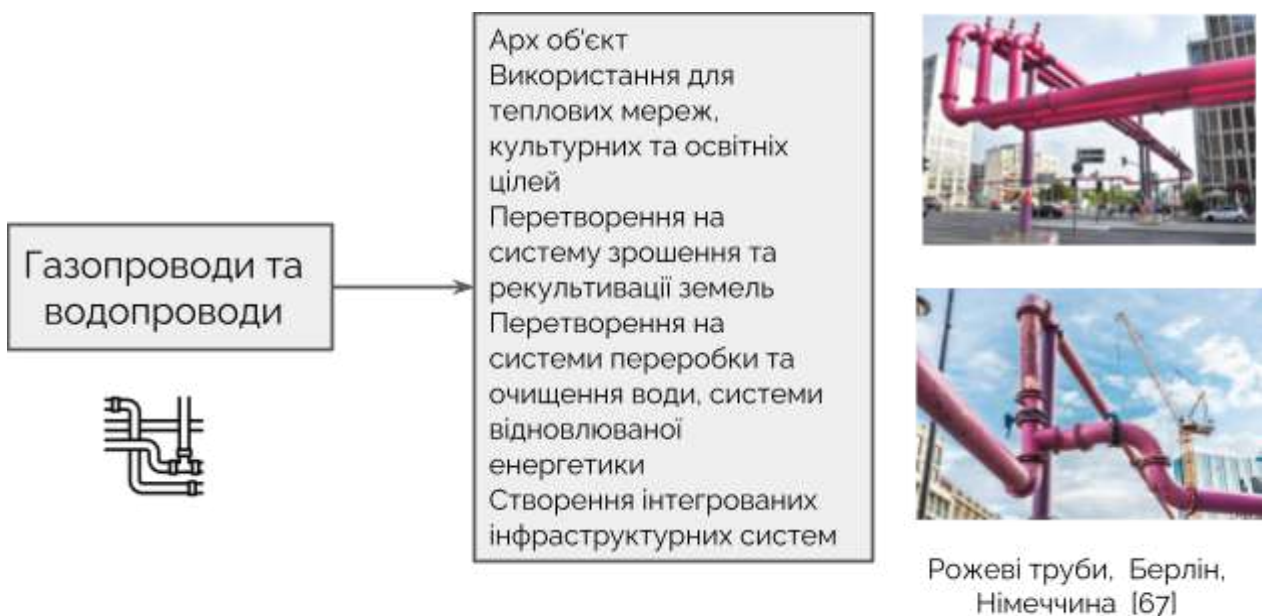 Газопроводи та
водопроводи
Арх об'єкт
Використання для
теплових мереж,
культурних та освітніх
цілей
Перетворення на
систему зрошення та
рекультивації земель
Перетворення на
системи переробки та
очищення води, системи
відновлюваної
енергетики
Створення інтегрованих
інфраструктурних систем
Рожеві труби, Берлін,
Німеччина [67]